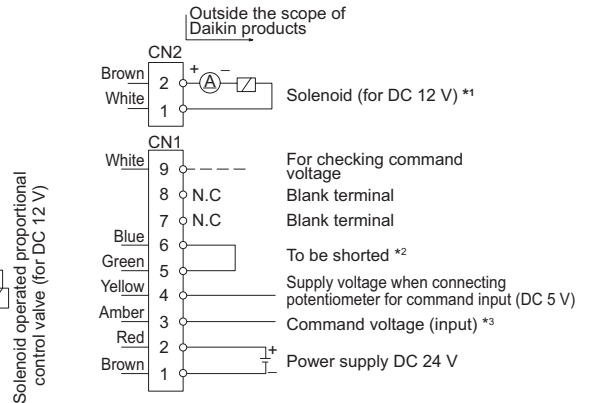 Outside the scope of
Daikin products
CN2
Brown 2 + A −
White 1 Solenoid (for DC 12 V) *1
CN1
White 9 For checking command
voltage
8 N.C Blank terminal
7 N.C Blank terminal
Blue 6 To be shorted *2
Green 5
Yellow 4 Supply voltage when connecting
potentiometer for command input (DC 5 V)
Amber 3 Command voltage (input) *3
Red 2 +
Brown 1 − Power supply DC 24 V
Solenoid operated proportional
control valve (for DC 12 V)